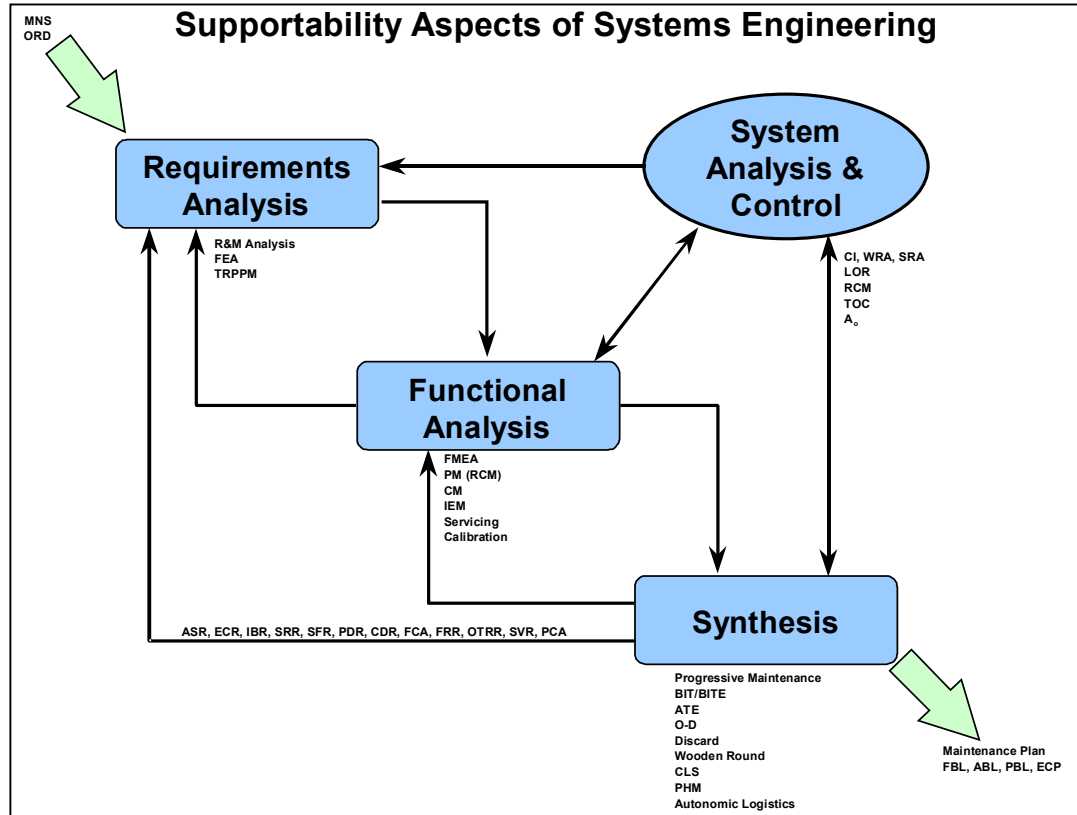 Supportability Aspects of Systems Engineering
MNS
ORD
Requirements
Analysis
System
Analysis &
Control
R&M Analysis
FEA
TRPPM
CI, WRA, SRA
LOR
RCM
TOC
Aₒ
Functional
Analysis
FMEA
PM (RCM)
CM
IEM
Servicing
Calibration
Synthesis
ASR, ECR, IBR, SRR, SFR, PDR, CDR, FCA, FRR, OTRR, SVR, PCA
Progressive Maintenance
BIT/BITE
ATE
O-D
Discard
Wooden Round
CLS
PHM
Autonomic Logistics
Maintenance Plan
FBL, ABL, PBL, ECP